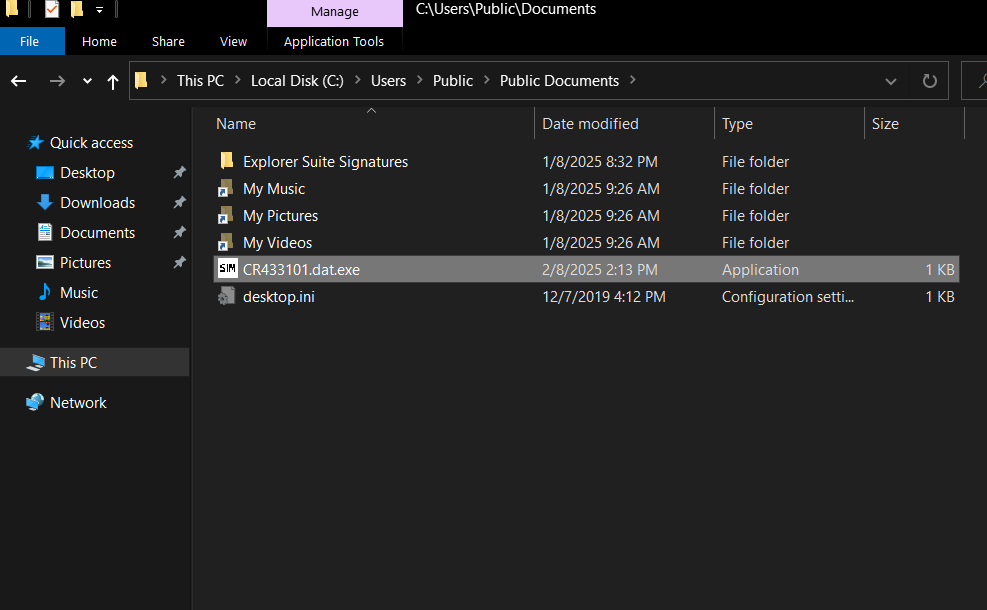 Manage C:\Users\Public\Documents
File Home Share View Application Tools
This PC Local Disk (C:) Users Public Public Documents
Name Date modified Type Size
Quick access
Desktop
Downloads
Documents
Pictures
Music
Videos
This PC
Network
Explorer Suite Signatures 1/8/2025 8:32 PM File folder
My Music 1/8/2025 9:26 AM File folder
My Pictures 1/8/2025 9:26 AM File folder
My Videos 1/8/2025 9:26 AM File folder
SIM CR433101.dat.exe 2/8/2025 2:13 PM Application 1 KB
desktop.ini 12/7/2019 4:12 PM Configuration setti... 1 KB